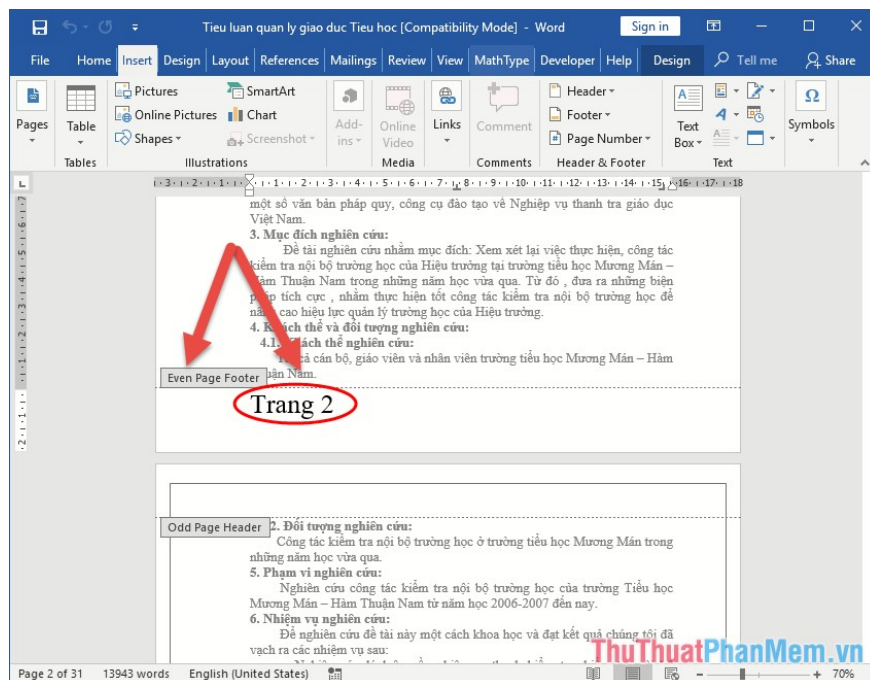 Tieu luan quan ly giao duc Tieu hoc [Compatibility Mode] - Word
Sign in
File Home Insert Design Layout References Mailings Review View MathType Developer Help Design Tell me Share
Pages
Table
Tables
Pictures
Online Pictures
Shapes
SmartArt
Chart
Screenshot
Illustrations
Add-
ins
Online
Video
Media
Links
Comment
Comments
Header
Footer
Page Number
Header & Footer
Text
Box
Text
Symbols
một số văn bản pháp quy, công cụ đào tạo về Nghiệp vụ thanh tra giáo dục
Việt Nam.
3. Mục đích nghiên cứu:
Đề tài nghiên cứu nhằm mục đích: Xem xét lại việc thực hiện, công tác
kiểm tra nội bộ trường học của Hiệu trưởng tại trường tiểu học Mương Mán –
Hàm Thuận Nam trong những năm học vừa qua. Từ đó , đưa ra những biện
pháp tích cực , nhằm thực hiện tốt công tác kiểm tra nội bộ trường học để
nâng cao hiệu lực quản lý trường học của Hiệu trưởng.
4. Khách thể và đối tượng nghiên cứu:
4.1. Khách thể nghiên cứu:
cả cán bộ, giáo viên và nhân viên trường tiểu học Mương Mán – Hàm
Nam.
Even Page Footer
Trang 2
Odd Page Header
2. Đối tượng nghiên cứu:
Công tác kiểm tra nội bộ trường học ở trường tiểu học Mương Mán trong
những năm học vừa qua.
5. Phạm vi nghiên cứu:
Nghiên cứu công tác kiểm tra nội bộ trường học của trường Tiểu học
Mương Mán – Hàm Thuận Nam từ năm học 2006-2007 đến nay.
6. Nhiệm vụ nghiên cứu:
Để nghiên cứu đề tài này một cách khoa học và đạt kết quả chúng tôi đã
vạch ra các nhiệm vụ sau:
ThuThuatPhanMem.vn
Page 2 of 31 13943 words English (United States) 70%